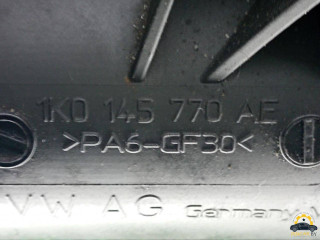 1K0 145 770 AE
>PA6-GF30<
VW AG Germany